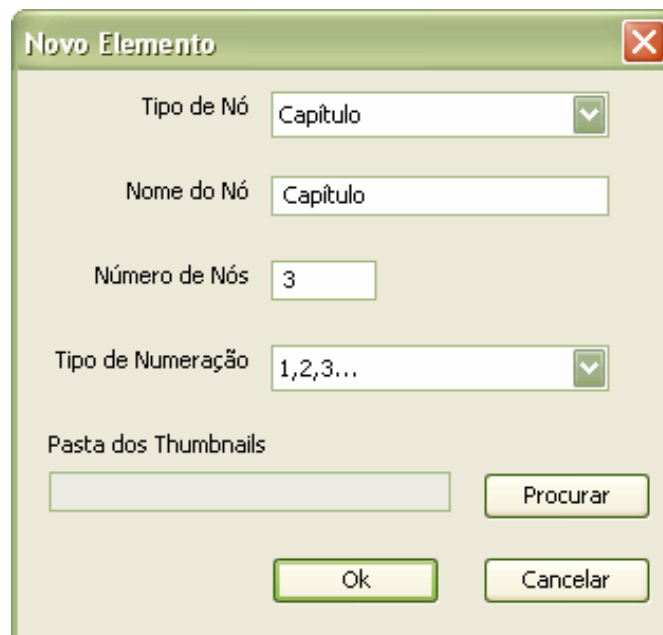 Novo Elemento
Tipo de Nó Capítulo
Nome do Nó Capítulo
Número de Nós 3
Tipo de Numeração 1,2,3...
Pasta dos Thumbnails
Procurar
Ok Cancelar